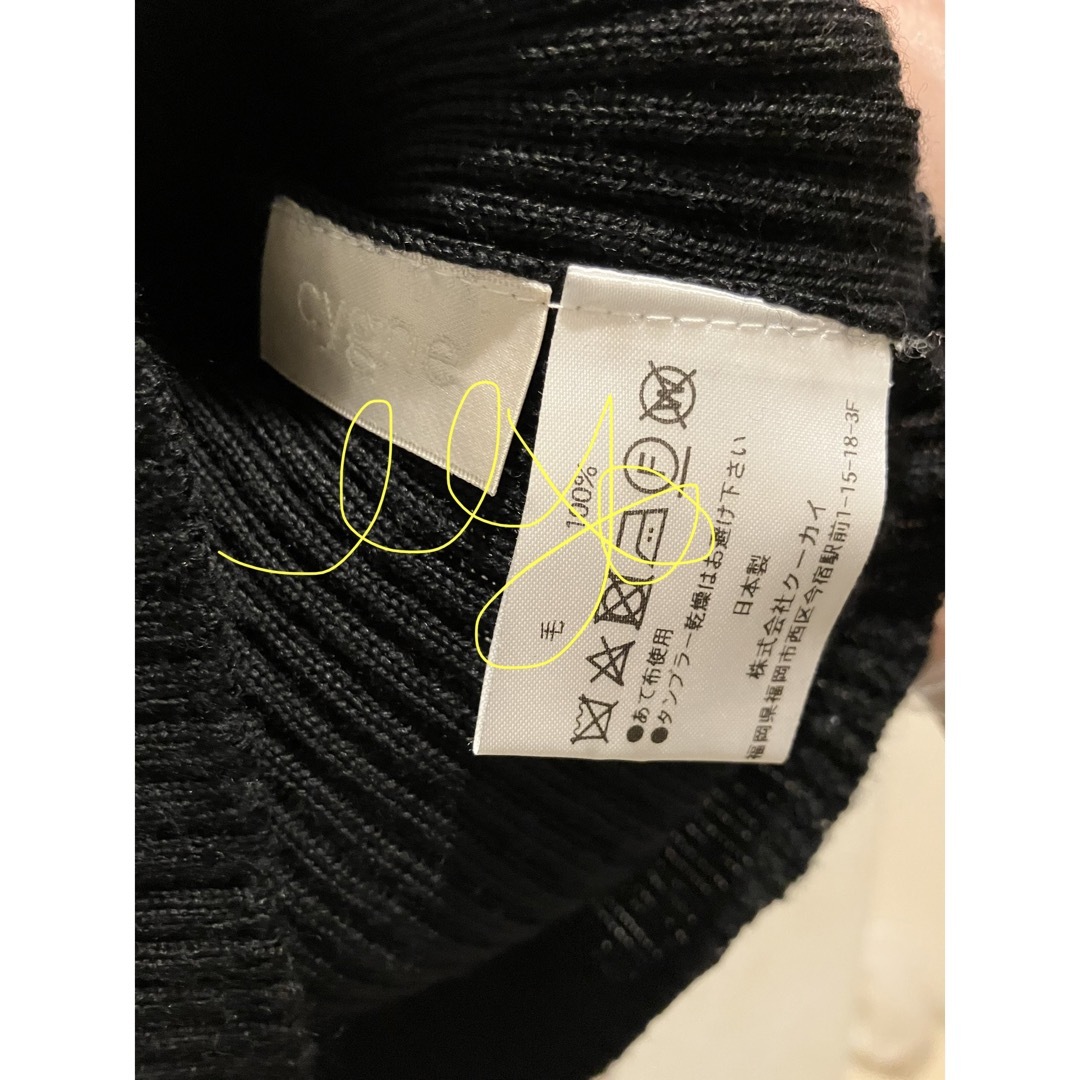 cygne
毛 100%
●あて布使用
●タンブラー乾燥はお避け下さい
日本製
株式会社クーカイ
福岡県福岡市西区今宿駅前1-15-18-3F